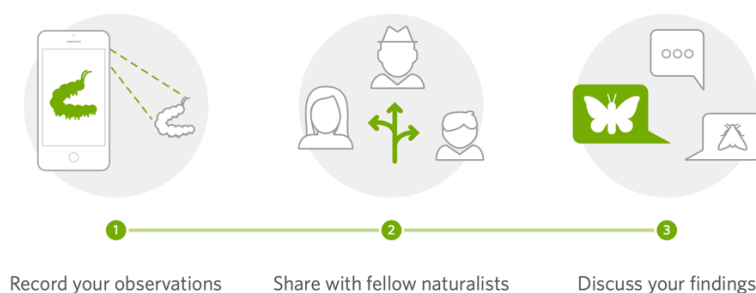 1
2
3
Record your observations
Share with fellow naturalists
Discuss your findings